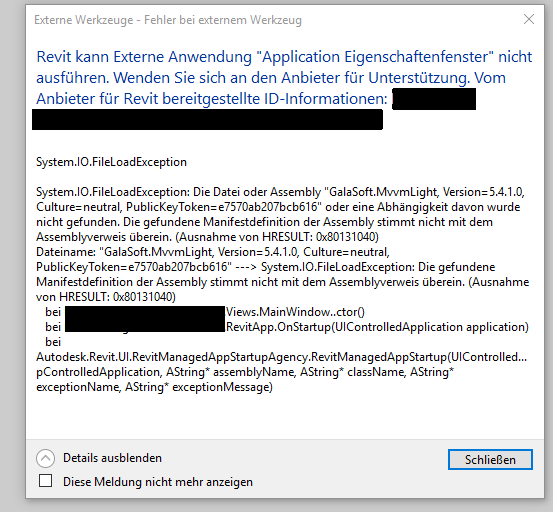 Externe Werkzeuge - Fehler bei externem Werkzeug
Revit kann Externe Anwendung "Application Eigenschaftenfenster" nicht
ausführen. Wenden Sie sich an den Anbieter für Unterstützung. Vom
Anbieter für Revit bereitgestellte ID-Informationen:
System.IO.FileLoadException
System.IO.FileLoadException: Die Datei oder Assembly "GalaSoft.MvvmLight, Version=5.4.1.0,
Culture=neutral, PublicKeyToken=e7570ab207bcb616" oder eine Abhängigkeit davon wurde
nicht gefunden. Die gefundene Manifestdefinition der Assembly stimmt nicht mit dem
Assemblyverweis überein. (Ausnahme von HRESULT: 0x80131040)
Dateiname: "GalaSoft.MvvmLight, Version=5.4.1.0, Culture=neutral,
PublicKeyToken=e7570ab207bcb616" ---> System.IO.FileLoadException: Die gefundene
Manifestdefinition der Assembly stimmt nicht mit dem Assemblyverweis überein. (Ausnahme
von HRESULT: 0x80131040)
bei Views.MainWindow..ctor()
bei RevitApp.OnStartup(UIControlledApplication application)
bei
Autodesk.Revit.UI.RevitManagedAppStartupAgency.RevitManagedAppStartup(UIControlled...
pControlledApplication, AString* assemblyName, AString* className, AString*
exceptionName, AString* exceptionMessage)
Details ausblenden
Schließen
Diese Meldung nicht mehr anzeigen